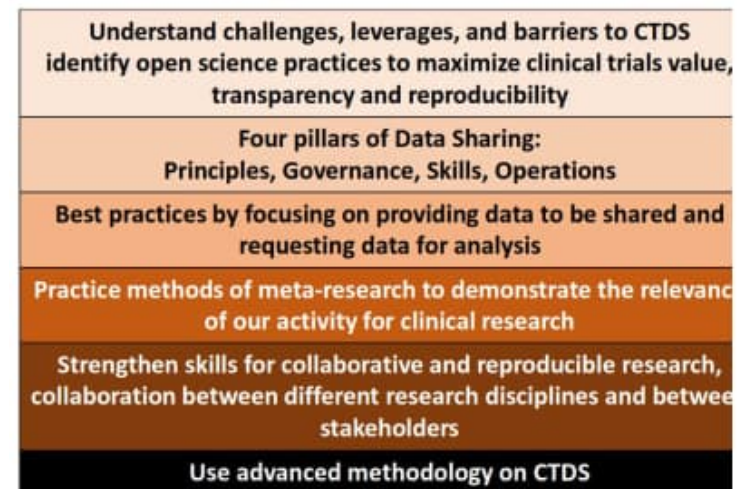 Understand challenges, leverages, and barriers to CTDS
identify open science practices to maximize clinical trials value,
transparency and reproducibility
Four pillars of Data Sharing:
Principles, Governance, Skills, Operations
Best practices by focusing on providing data to be shared and
requesting data for analysis
Practice methods of meta-research to demonstrate the relevanc
of our activity for clinical research
Strengthen skills for collaborative and reproducible research,
collaboration between different research disciplines and betwee
stakeholders
Use advanced methodology on CTDS